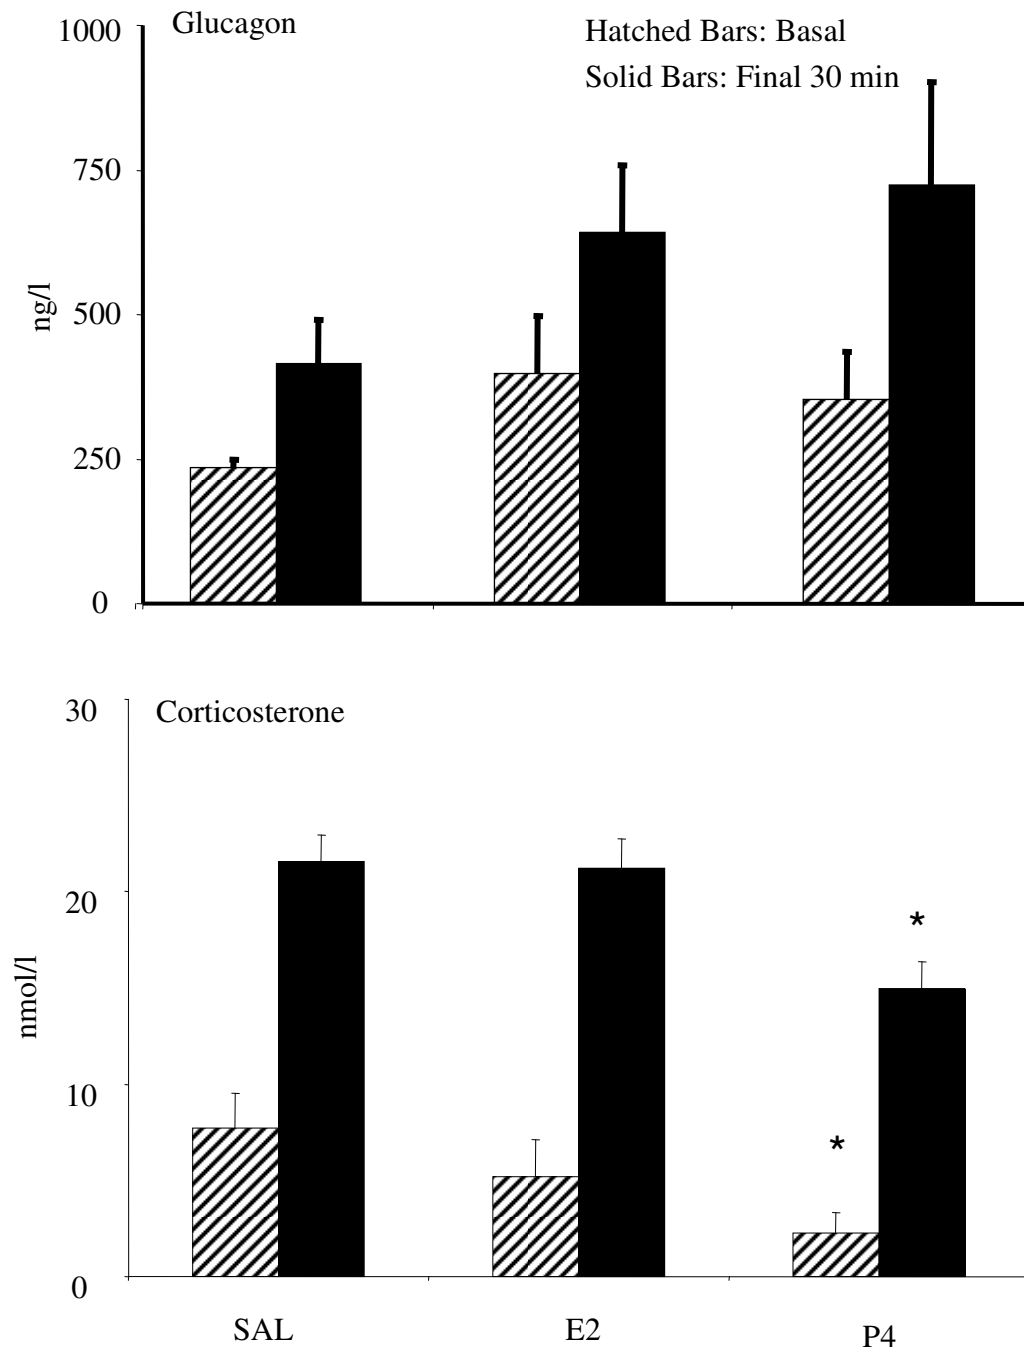 Glucagon
Hatched Bars: Basal
Solid Bars: Final 30 min
1000
750
500
250
0
ng/l
Corticosterone
30
20
10
0
nmol/l
*
*
SAL
E2
P4